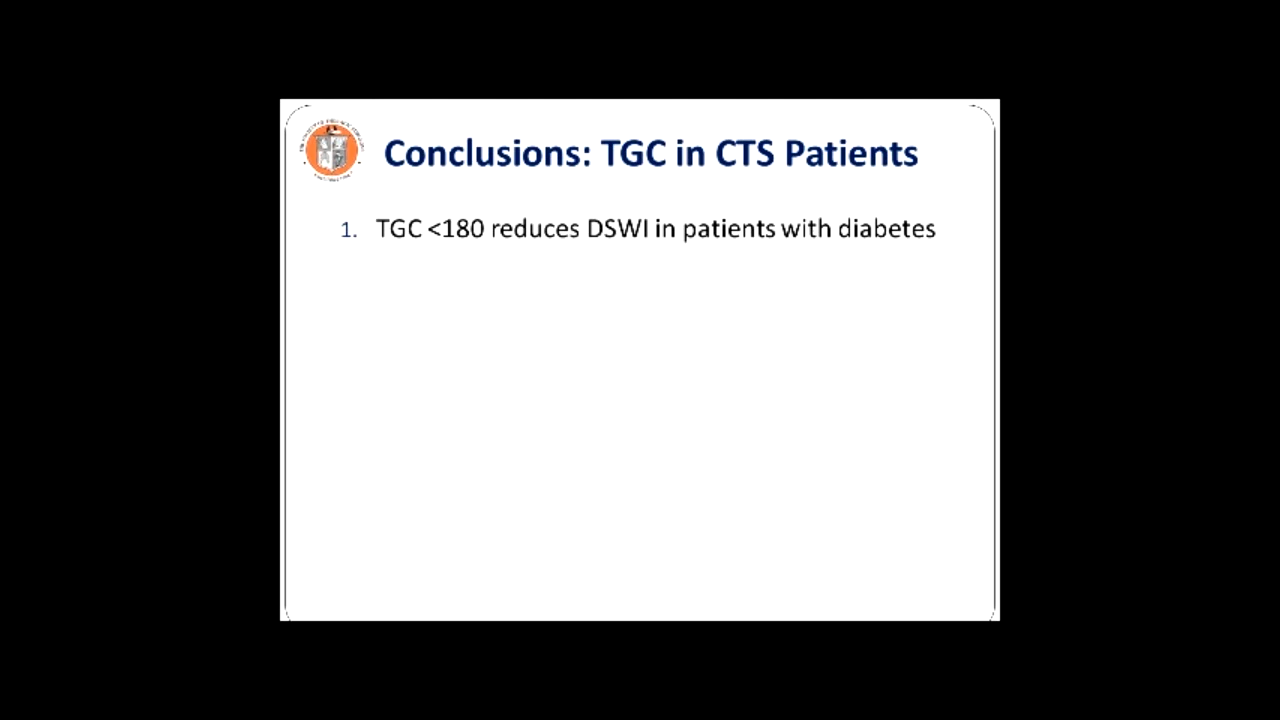 Conclusions: TGC in CTS Patients
1. TGC <180 reduces DSWI in patients with diabetes